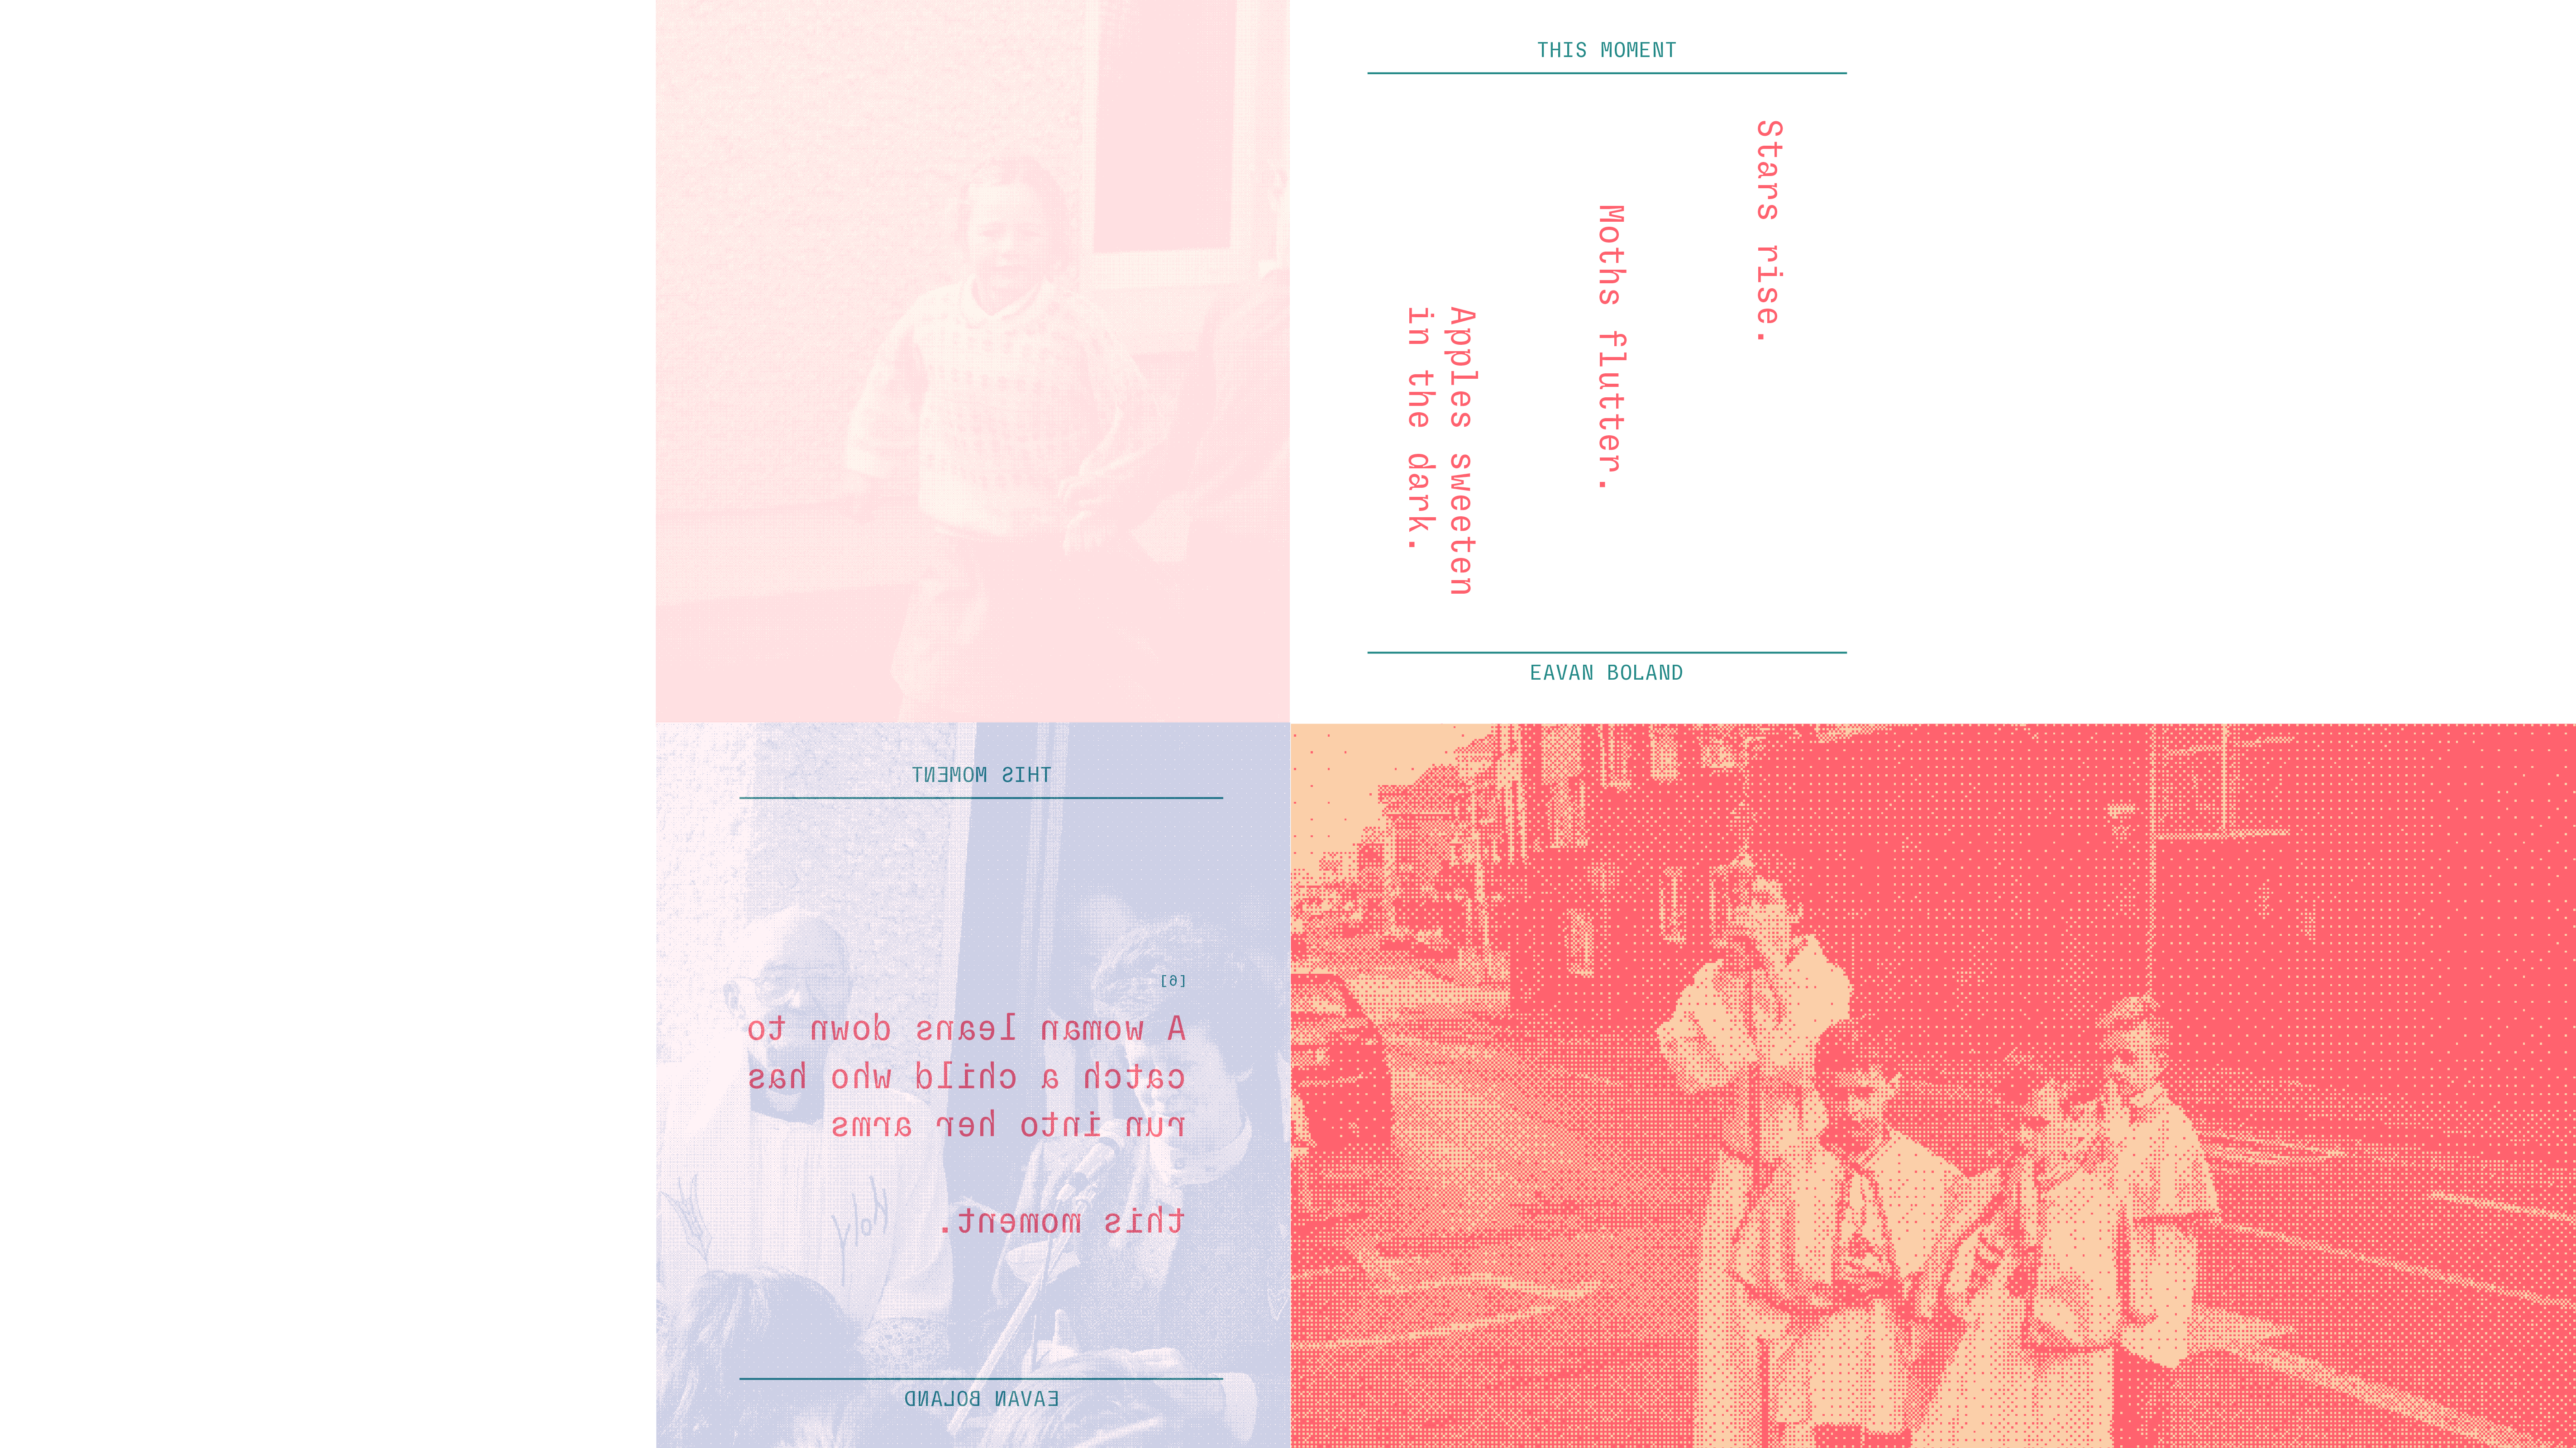 THIS MOMENT
Stars rise.
Moths flutter.
Apples sweeten
in the dark.
EAVAN BOLAND
THIS MOMENT
[6]
A woman leans down to
catch a child who has
run into her arms
this moment.
Holy
EAVAN BOLAND